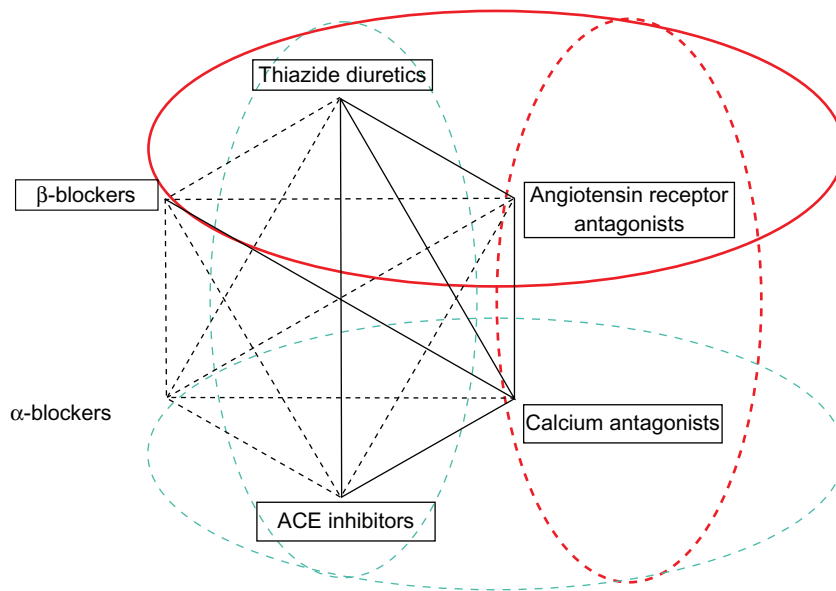 Thiazide diuretics
β-blockers
Angiotensin receptor
antagonists
α-blockers
Calcium antagonists
ACE inhibitors